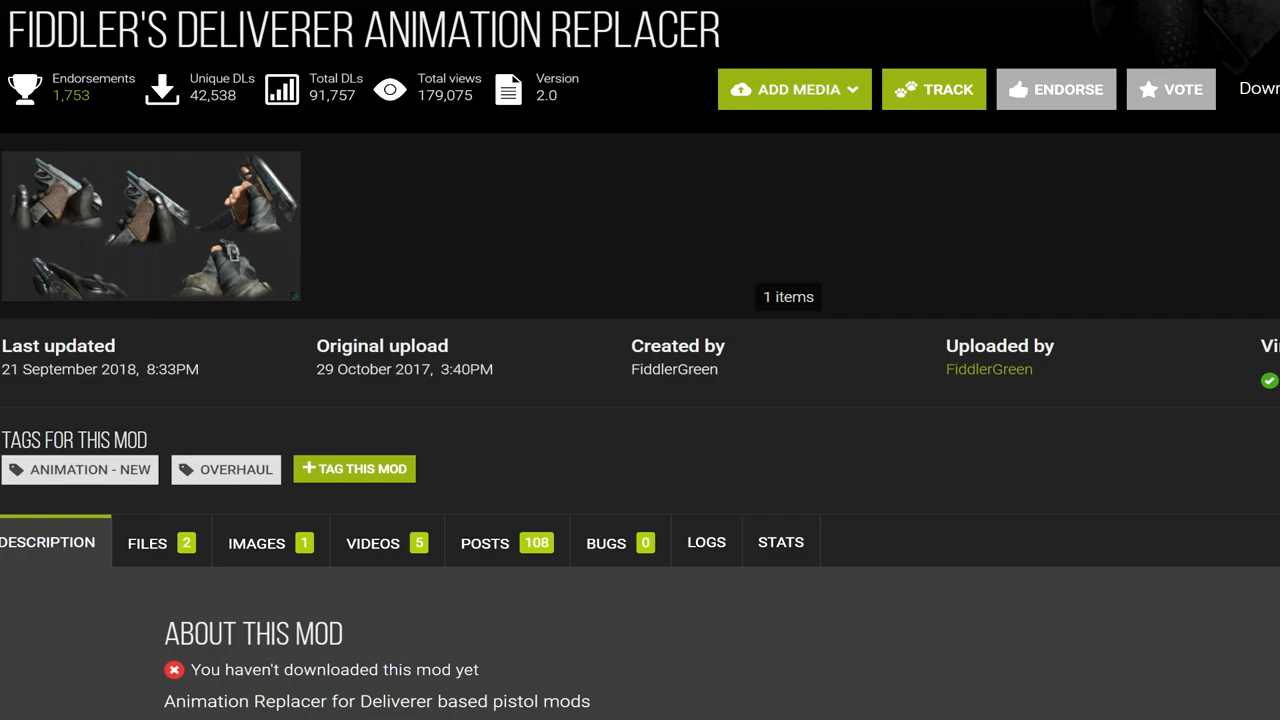 FIDDLER'S DELIVERER ANIMATION REPLACER
Endorsements
1,753
Unique DLs
42,538
Total DLs
91,757
Total views
179,075
Version
2.0
ADD MEDIA
TRACK
ENDORSE
VOTE
1 items
Last updated
21 September 2018, 8:33PM
Original upload
29 October 2017, 3:40PM
Created by
FiddlerGreen
Uploaded by
FiddlerGreen
TAGS FOR THIS MOD
ANIMATION - NEW
OVERHAUL
+ TAG THIS MOD
DESCRIPTION
FILES 2
IMAGES 1
VIDEOS 5
POSTS 108
BUGS 0
LOGS
STATS
ABOUT THIS MOD
You haven't downloaded this mod yet
Animation Replacer for Deliverer based pistol mods